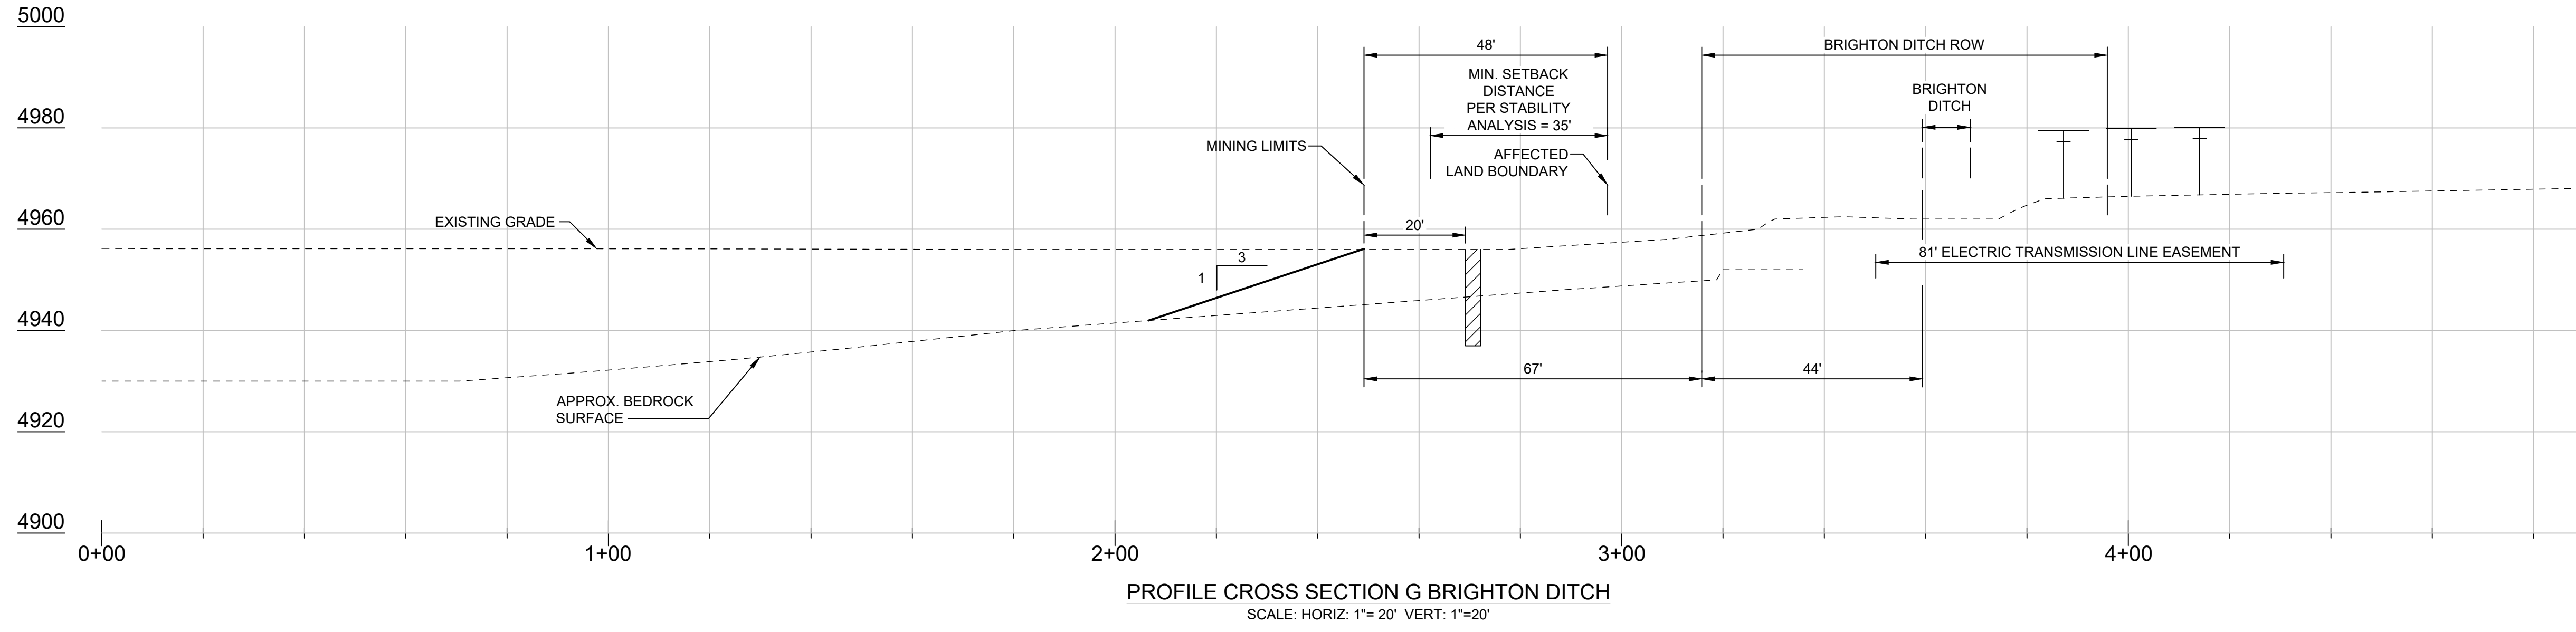 5000
4980
4960
4940
4920
4900
0+00
1+00
2+00
3+00
4+00
EXISTING GRADE
APPROX. BEDROCK
SURFACE
1
3
MINING LIMITS
48'
MIN. SETBACK
DISTANCE
PER STABILITY
ANALYSIS = 35'
AFFECTED
LAND BOUNDARY
20'
67'
44'
BRIGHTON DITCH ROW
BRIGHTON
DITCH
81' ELECTRIC TRANSMISSION LINE EASEMENT
PROFILE CROSS SECTION G BRIGHTON DITCH
SCALE: HORIZ: 1"= 20' VERT: 1"=20'